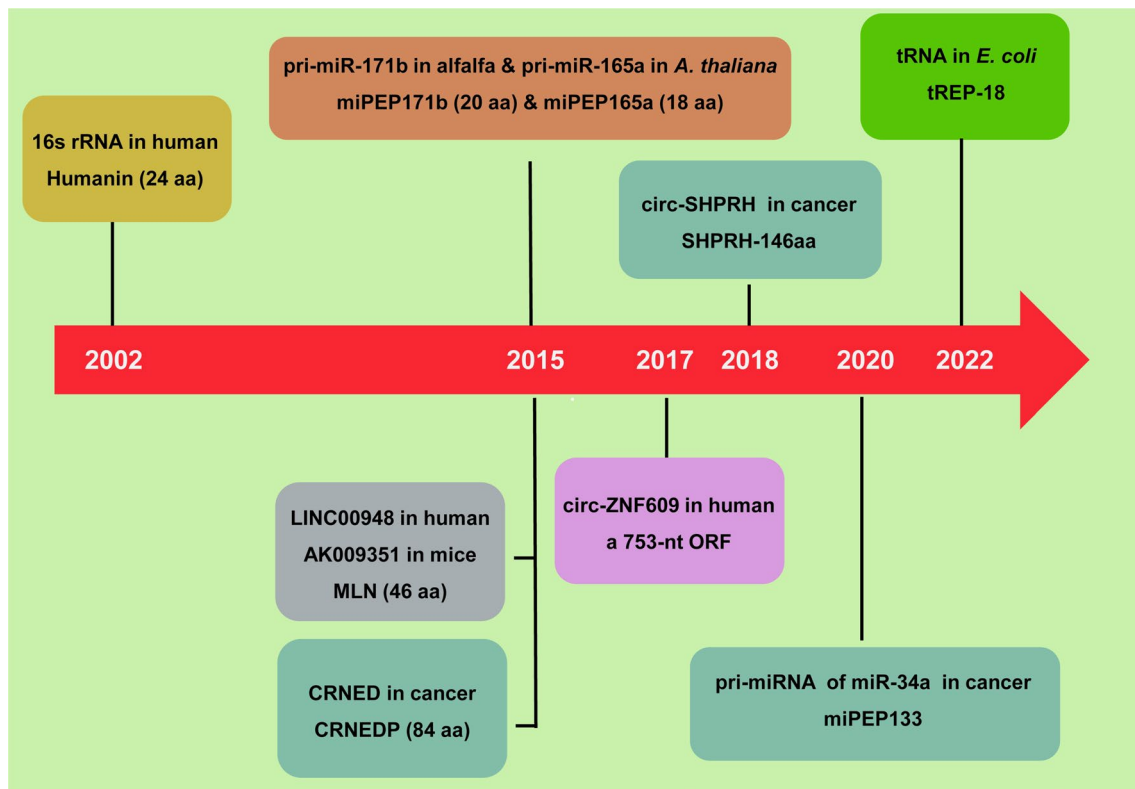 16s rRNA in human
Humanin (24 aa)
pri-miR-171b in alfalfa & pri-miR-165a in A. thaliana
miPEP171b (20 aa) & miPEP165a (18 aa)
circ-SHPRH in cancer
SHPRH-146aa
tRNA in E. coli
tREP-18
2002
2015
2017
2018
2020
2022
LINC00948 in human
AK009351 in mice
MLN (46 aa)
CRNED in cancer
CRNEDP (84 aa)
circ-ZNF609 in human
a 753-nt ORF
pri-miRNA of miR-34a in cancer
miPEP133